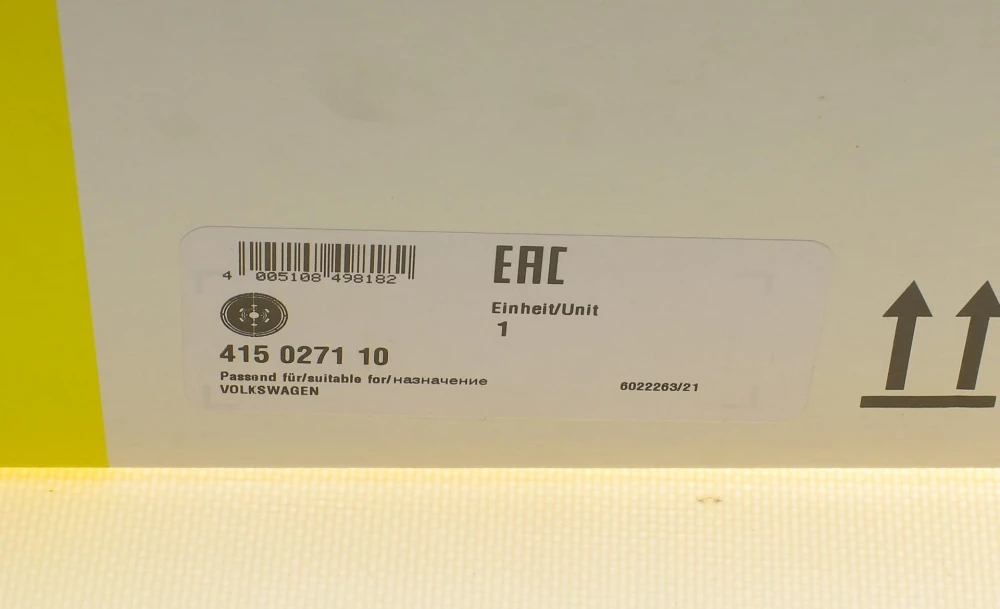 EAC
4 005108 498182
Einheit/Unit
1
415 0271 10
Passend für/suitable for/назначение
VOLKSWAGEN
6022263/21